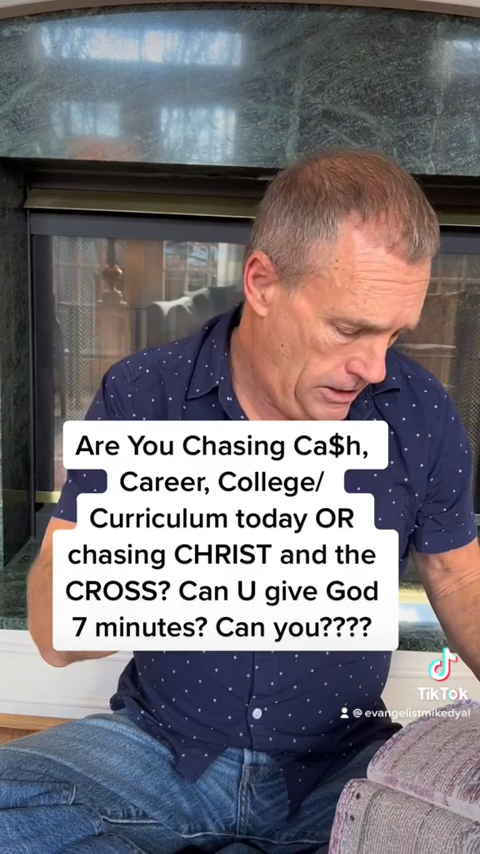 Are You Chasing Ca$h,
Career, College/
Curriculum today OR
chasing CHRIST and the
CROSS? Can U give God
7 minutes? Can you????
TikTok
@evangelistmikedyal